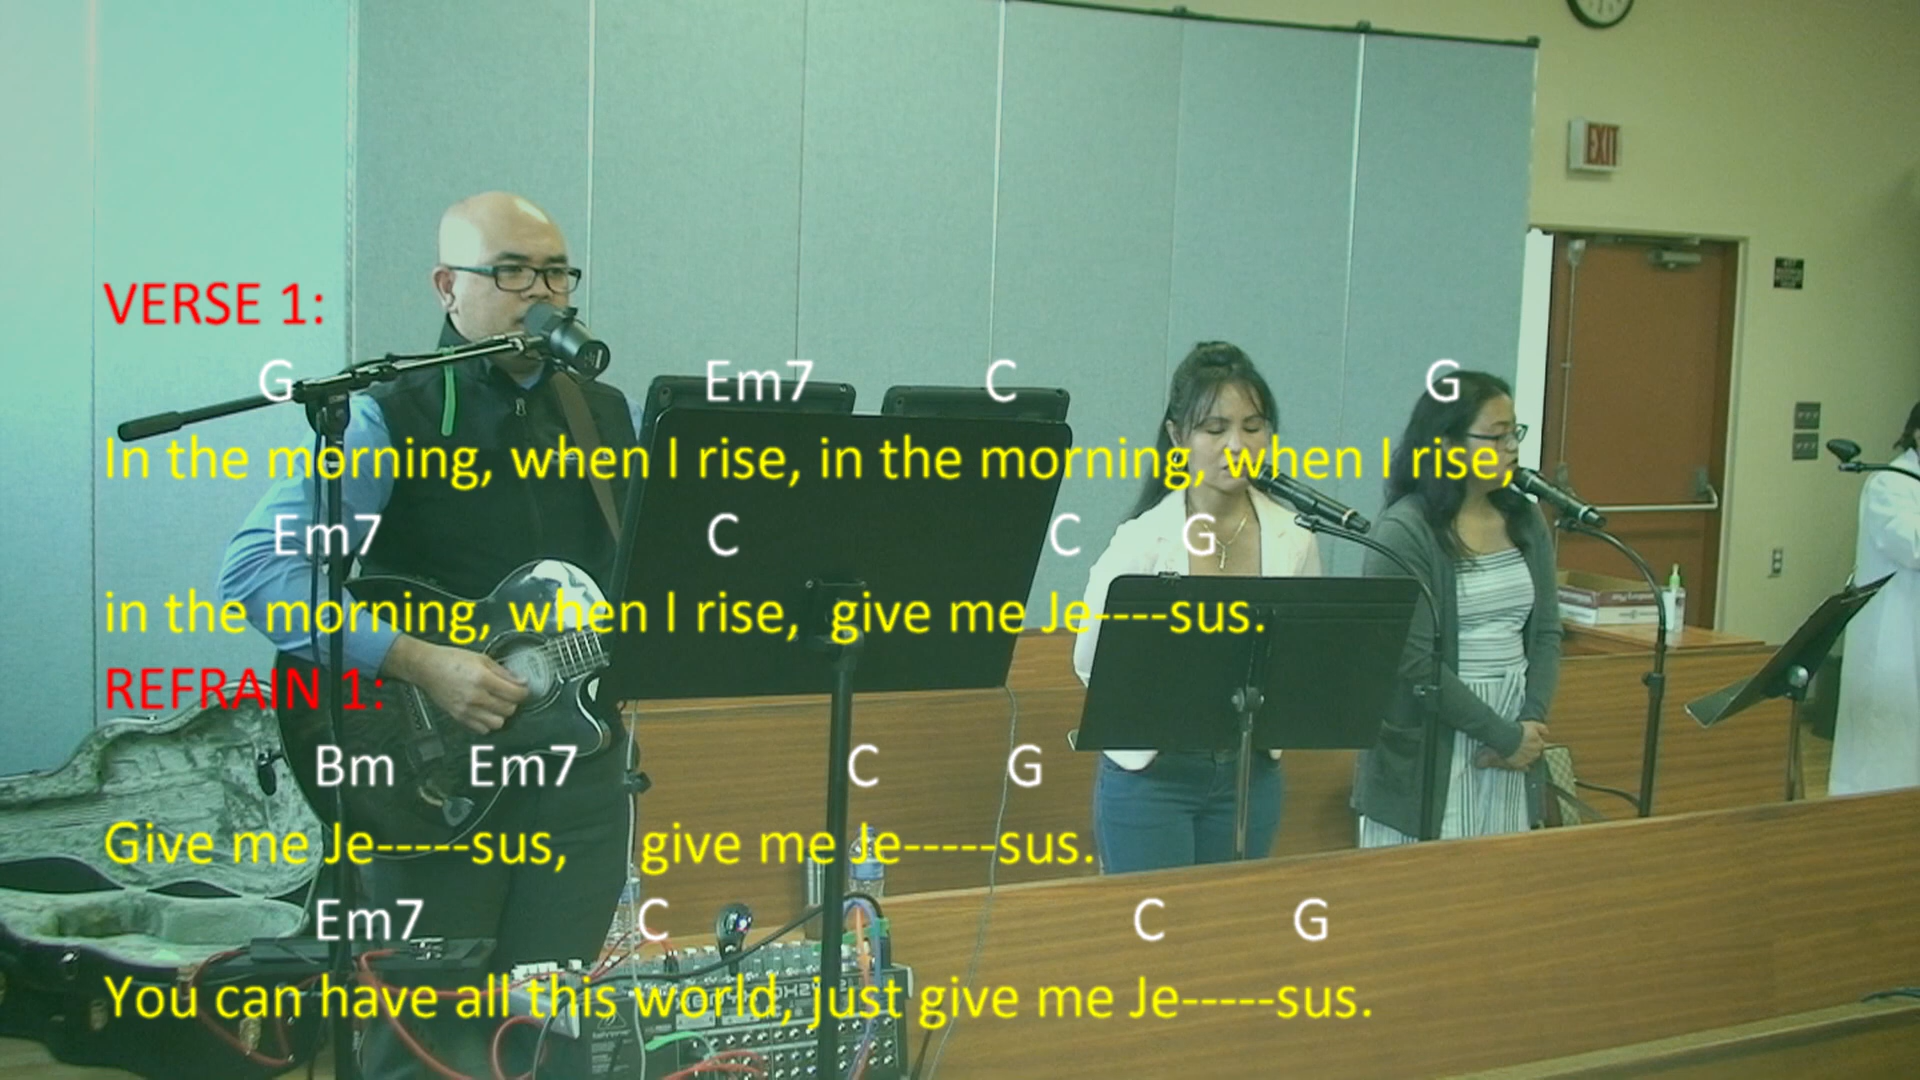 EXIT
VERSE 1:
G Em7 C G
In the morning, when I rise, in the morning, when I rise,
Em7 C C G
in the morning, when I rise, give me Je----sus.
REFRAIN 1:
Bm Em7 C G
Give me Je-----sus, give me Je-----sus.
Em7 C C G
You can have all this world, just give me Je-----sus.